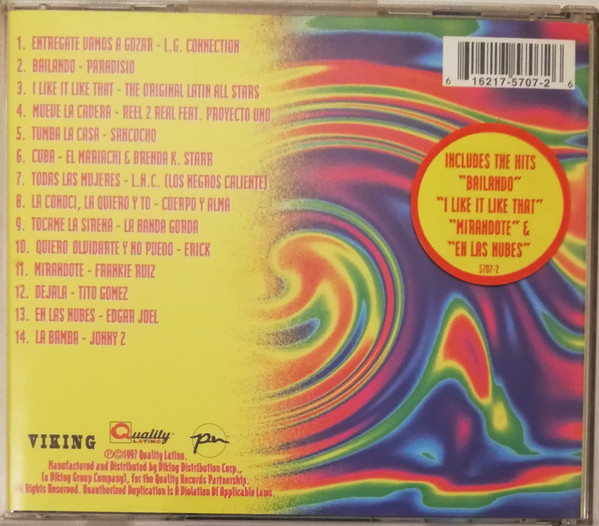 1. ENTREGATE VAMOS A GOZAR - L.G. CONNECTION
2. BAILANDO - PARADISIO
3. I LIKE IT LIKE THAT - THE ORIGINAL LATIN ALL STARS
4. MUEVE LA CADERA - REEL 2 REAL FEAT. PROYECTO UNO
5. TUMBA LA CASA - SANCOCHO
6. CUBA - EL MARIACHI & BRENDA K. STARR
7. TODAS LAS MUJERES - L.N.C. (LOS NEGROS CALIENTE)
8. LA CONOCI, LA QUIERO Y TO - CUERPO Y ALMA
9. TOCAME LA SIRENA - LA BANDA GORDA
10. QUIERO OLVIDARTE Y NO PUEDO - ERICK
11. MIRANDOTE - FRANKIE RUIZ
12. DEJALA - TITO GOMEZ
13. EN LAS NUBES - EDGAR JOEL
14. LA BAMBA - JONNY Z
6 16217-5707-2 6
INCLUDES THE HITS
"BAILANDO"
"I LIKE IT LIKE THAT"
"MIRANDOTE" &
"EN LAS NUBES"
5707-2
VIKING
Quality
LATINO
℗©1997 Quality Latino.
Manufactured and Distributed by Viking Distribution Corp.,
(a Viking Group Company), for the Quality Records Partnership.
Rights Reserved. Unauthorized Duplication Is A Violation Of Applicable Laws